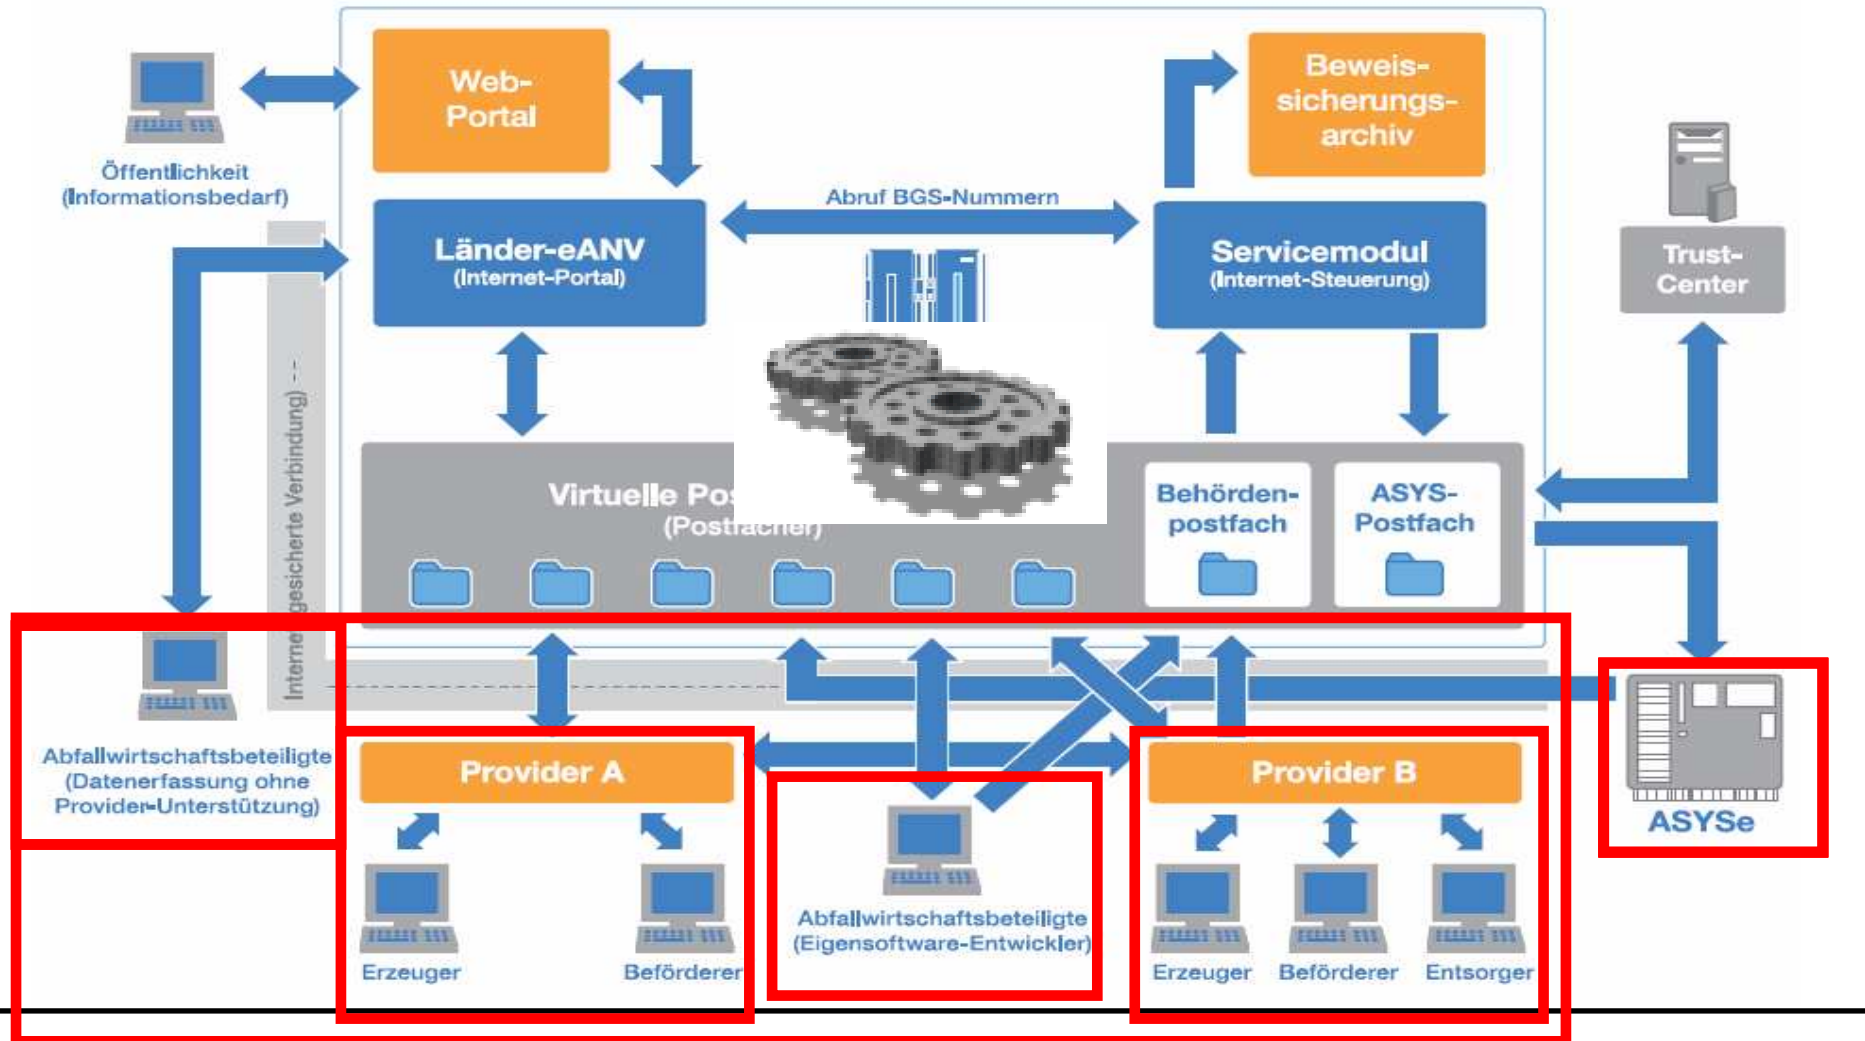 Web-
Portal
Beweis-
sicherungs-
archiv
Öffentlichkeit
(Informationsbedarf)
Abruf BGS-Nummern
Länder-eANV
(Internet-Portal)
Servicemodul
(Internet-Steuerung)
Trust-
Center
Internet (gesicherte Verbindung)
Virtuelle Pos
(Postfächer)
Behörden-
postfach
ASYS-
Postfach
Abfallwirtschaftsbeteiligte
(Datenerfassung ohne
Provider-Unterstützung)
Provider A
Provider B
ASYSe
Abfallwirtschaftsbeteiligte
(Eigensoftware-Entwickler)
Erzeuger
Beförderer
Erzeuger
Beförderer
Entsorger